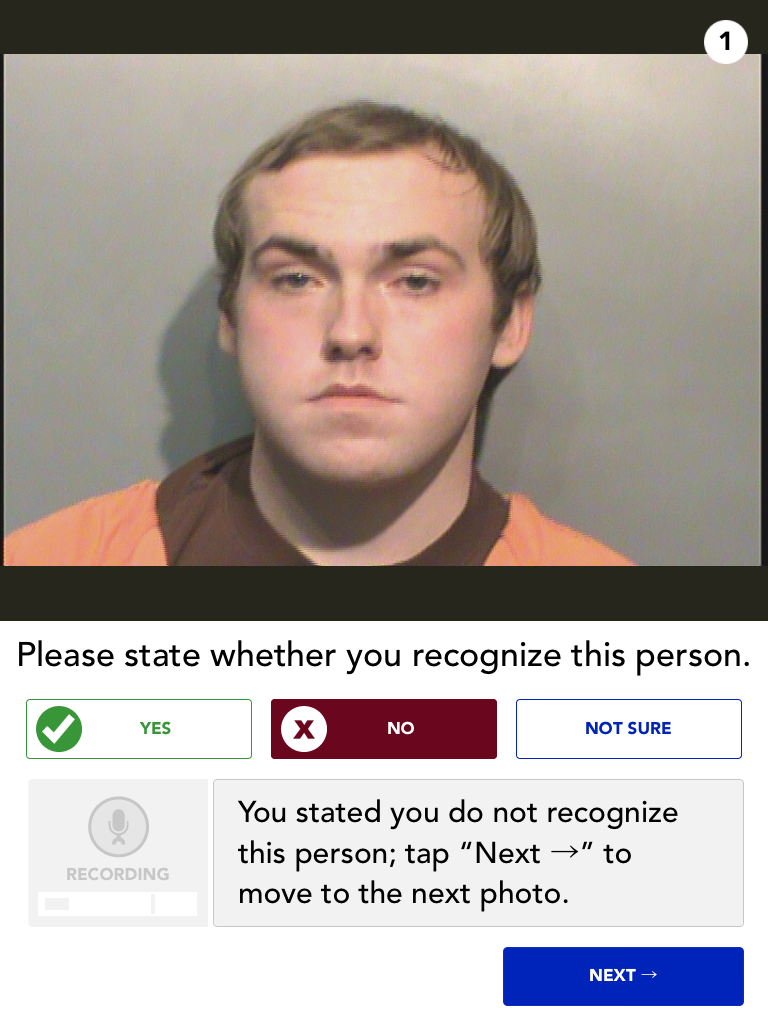 1
Please state whether you recognize this person.
YES
X NO
NOT SURE
RECORDING
You stated you do not recognize
this person; tap “Next →” to
move to the next photo.
NEXT →